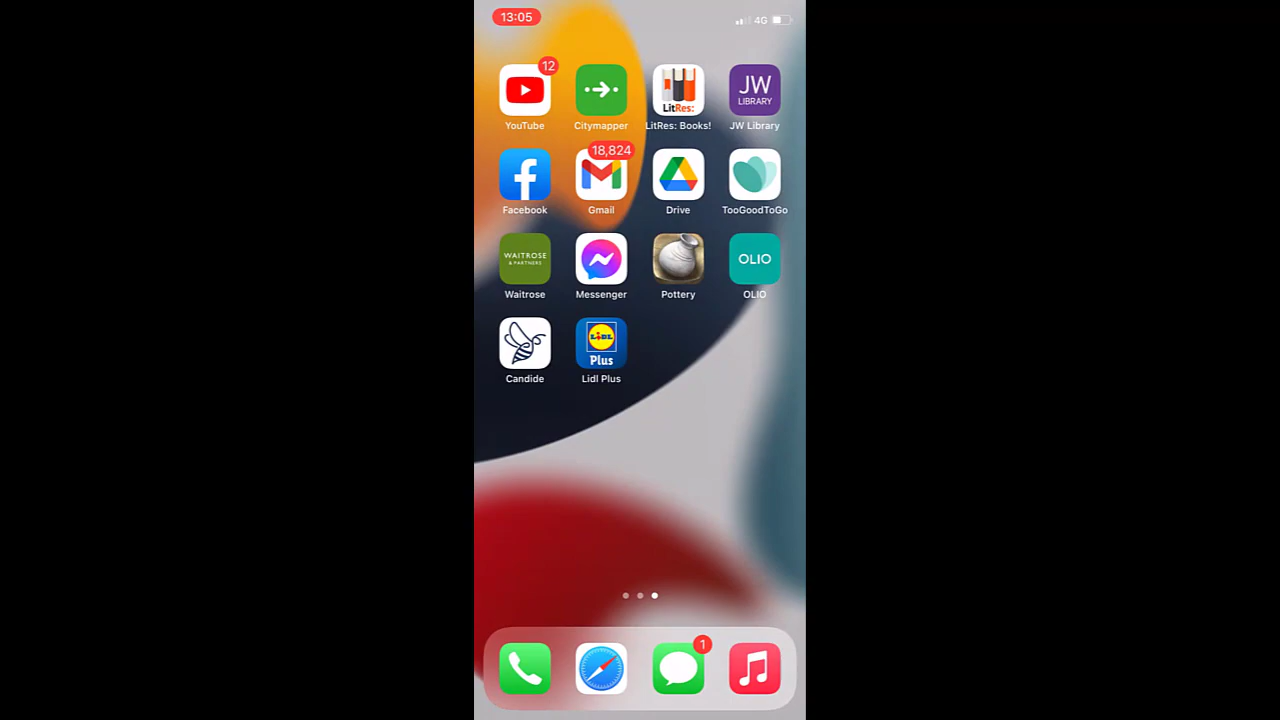 13:05
4G
12
YouTube
Citymapper
LitRes:
LitRes: Books!
JW
LIBRARY
JW Library
Facebook
18,824
Gmail
Drive
TooGoodToGo
WAITROSE
& PARTNERS
Waitrose
Messenger
Pottery
OLIO
OLIO
Candide
LIDL
Plus
Lidl Plus
1